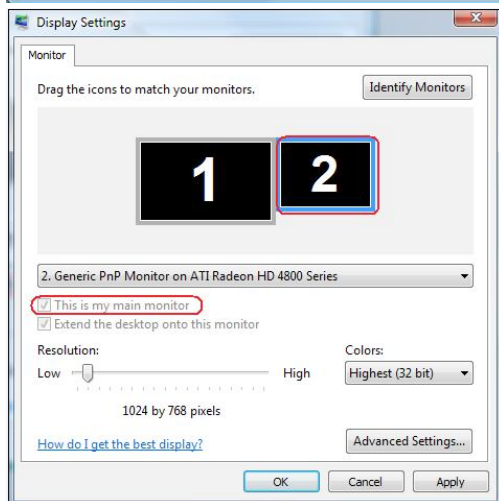 Display Settings
Monitor
Drag the icons to match your monitors.
Identify Monitors
1
2
2. Generic PnP Monitor on ATI Radeon HD 4800 Series
This is my main monitor
Extend the desktop onto this monitor
Resolution:
Colors:
Low
High
Highest (32 bit)
1024 by 768 pixels
How do I get the best display?
Advanced Settings...
OK
Cancel
Apply